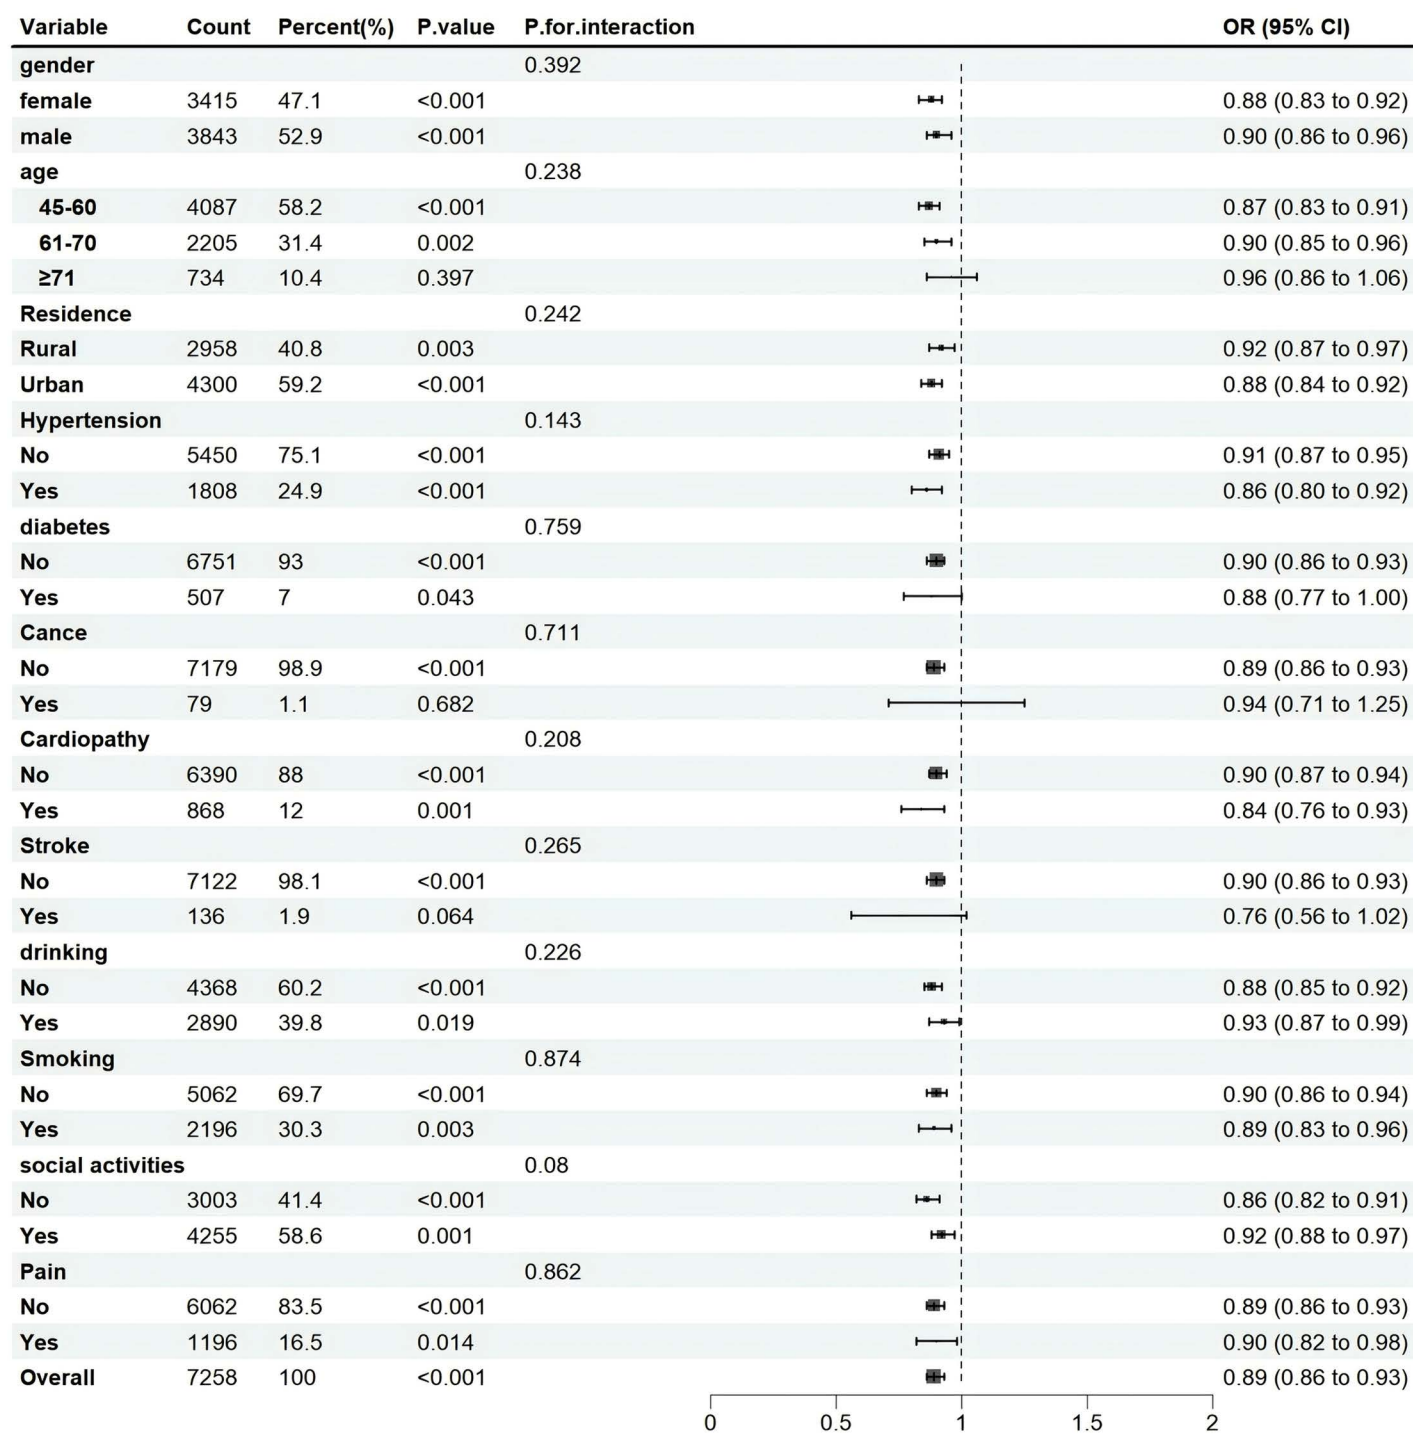 Variable Count Percent(%) P.value P.for.interaction OR (95% CI)
gender 0.392
female 3415 47.1 <0.001 0.88 (0.83 to 0.92)
male 3843 52.9 <0.001 0.90 (0.86 to 0.96)
age 0.238
45-60 4087 58.2 <0.001 0.87 (0.83 to 0.91)
61-70 2205 31.4 0.002 0.90 (0.85 to 0.96)
≥71 734 10.4 0.397 0.96 (0.86 to 1.06)
Residence 0.242
Rural 2958 40.8 0.003 0.92 (0.87 to 0.97)
Urban 4300 59.2 <0.001 0.88 (0.84 to 0.92)
Hypertension 0.143
No 5450 75.1 <0.001 0.91 (0.87 to 0.95)
Yes 1808 24.9 <0.001 0.86 (0.80 to 0.92)
diabetes 0.759
No 6751 93 <0.001 0.90 (0.86 to 0.93)
Yes 507 7 0.043 0.88 (0.77 to 1.00)
Cance 0.711
No 7179 98.9 <0.001 0.89 (0.86 to 0.93)
Yes 79 1.1 0.682 0.94 (0.71 to 1.25)
Cardiopathy 0.208
No 6390 88 <0.001 0.90 (0.87 to 0.94)
Yes 868 12 0.001 0.84 (0.76 to 0.93)
Stroke 0.265
No 7122 98.1 <0.001 0.90 (0.86 to 0.93)
Yes 136 1.9 0.064 0.76 (0.56 to 1.02)
drinking 0.226
No 4368 60.2 <0.001 0.88 (0.85 to 0.92)
Yes 2890 39.8 0.019 0.93 (0.87 to 0.99)
Smoking 0.874
No 5062 69.7 <0.001 0.90 (0.86 to 0.94)
Yes 2196 30.3 0.003 0.89 (0.83 to 0.96)
social activities 0.08
No 3003 41.4 <0.001 0.86 (0.82 to 0.91)
Yes 4255 58.6 0.001 0.92 (0.88 to 0.97)
Pain 0.862
No 6062 83.5 <0.001 0.89 (0.86 to 0.93)
Yes 1196 16.5 0.014 0.90 (0.82 to 0.98)
Overall 7258 100 <0.001 0.89 (0.86 to 0.93)
0 0.5 1 1.5 2